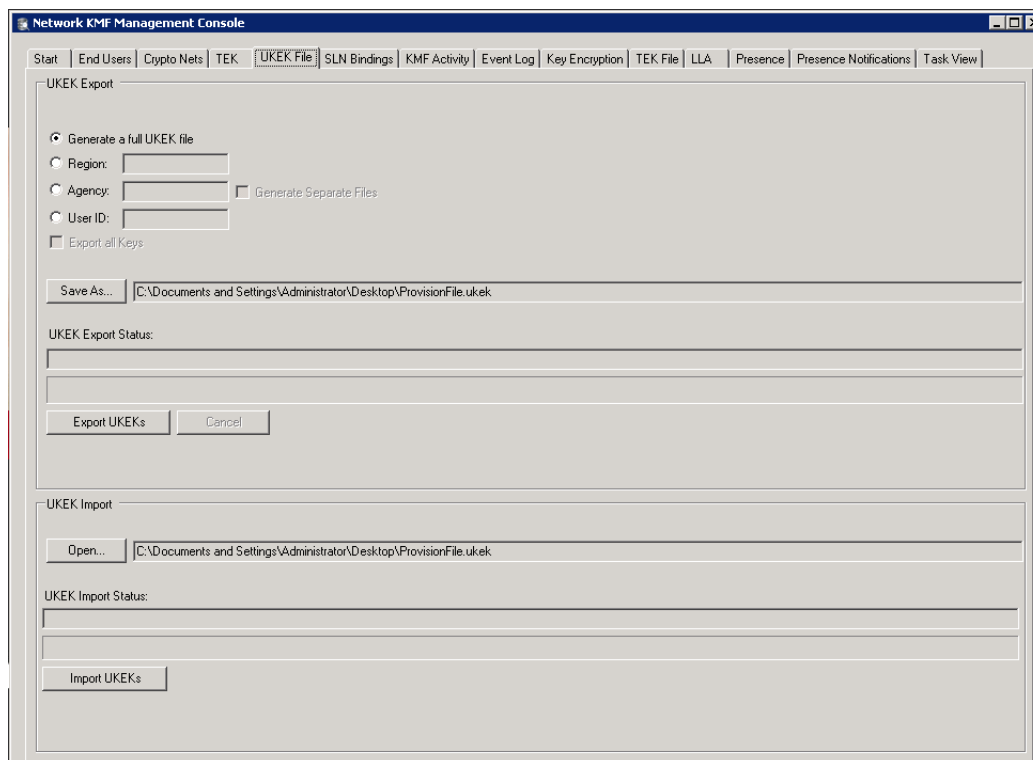 Network KMF Management Console
Start End Users Crypto Nets TEK UKEK File SLN Bindings KMF Activity Event Log Key Encryption TEK File LLA Presence Presence Notifications Task View
UKEK Export
Generate a full UKEK file
Region:
Agency: Generate Separate Files
User ID:
Export all Keys
Save As... C:\Documents and Settings\Administrator\Desktop\ProvisionFile.ukek
UKEK Export Status:
Export UKEKs Cancel
UKEK Import
Open... C:\Documents and Settings\Administrator\Desktop\ProvisionFile.ukek
UKEK Import Status:
Import UKEKs